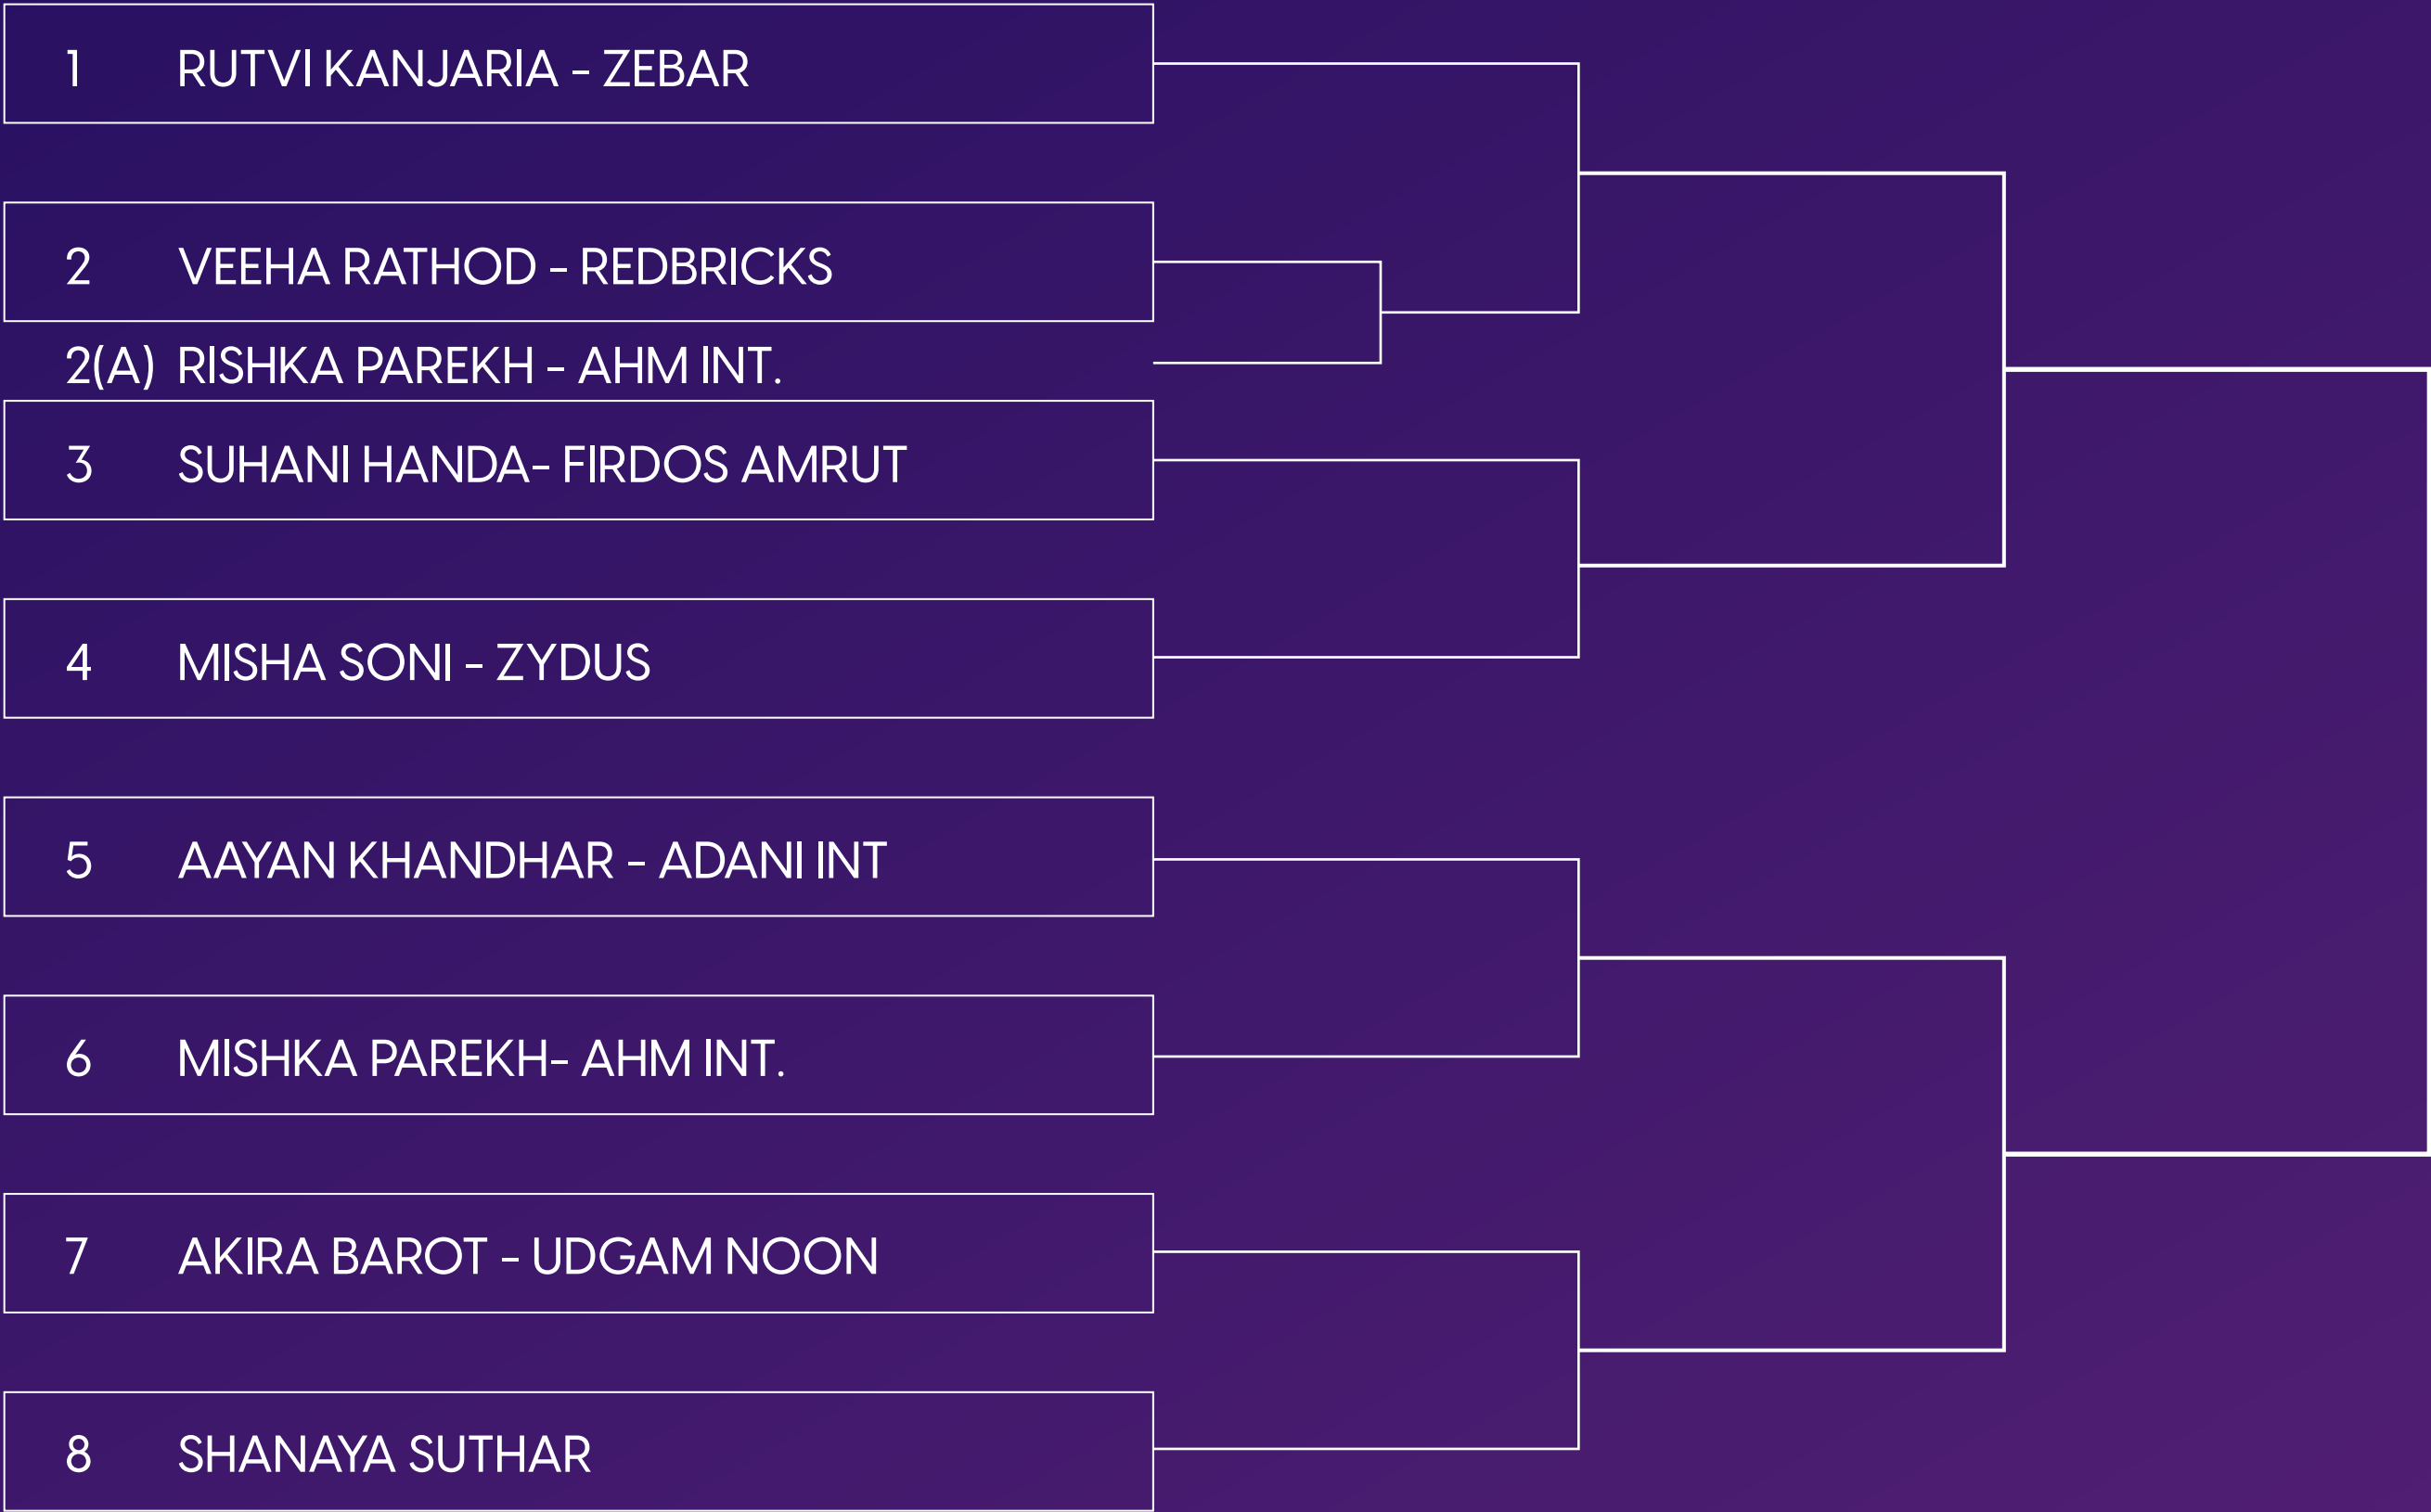 1 RUTVI KANJARIA - ZEBAR
2 VEEHA RATHOD - REDBRICKS
2(A) RISHKA PAREKH - AHM INT.
3 SUHANI HANDA- FIRDOS AMRUT
4 MISHA SONI - ZYDUS
5 AAYAN KHANDHAR - ADANI INT
6 MISHKA PAREKH- AHM INT.
7 AKIRA BAROT - UDGAM NOON
8 SHANAYA SUTHAR